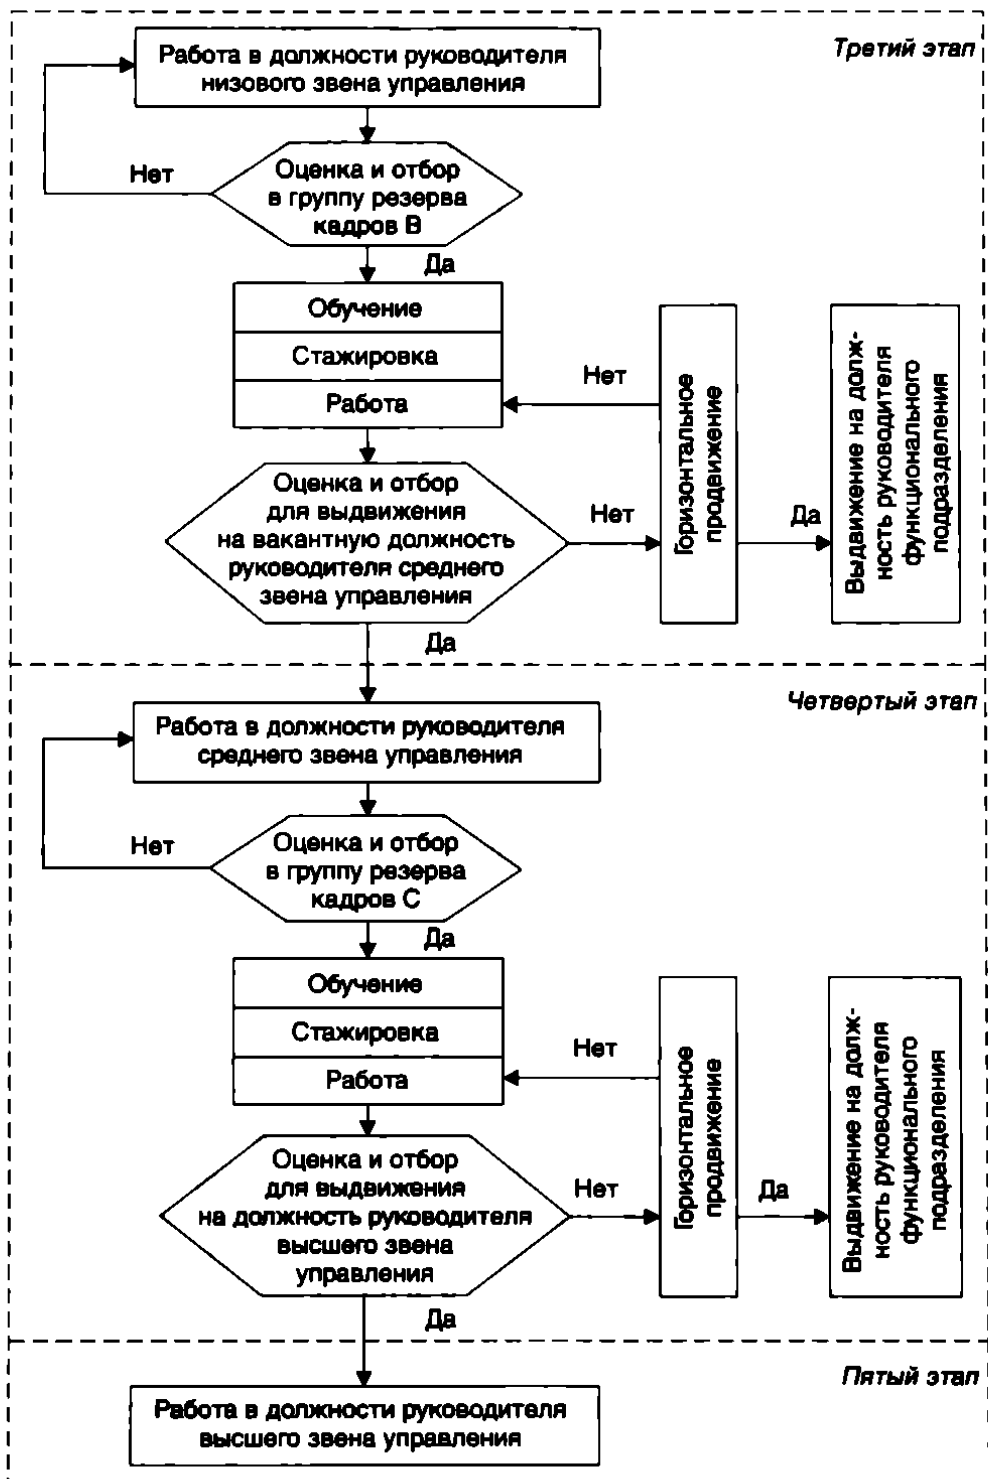 Третий этап
Работа в должности руководителя
низового звена управления
Нет
Оценка и отбор
в группу резерва
кадров В
Да
Обучение
Стажировка
Работа
Нет
Оценка и отбор
для выдвижения
на вакантную должность
руководителя среднего
звена управления
Нет
Горизонтальное
продвижение
Да
Выдвижение на долж-
ность руководителя
функционального
подразделения
Да
Четвертый этап
Работа в должности руководителя
среднего звена управления
Нет
Оценка и отбор
в группу резерва
кадров С
Да
Обучение
Стажировка
Работа
Нет
Оценка и отбор
для выдвижения
на должность руководителя
высшего звена
управления
Нет
Горизонтальное
продвижение
Да
Выдвижение на долж-
ность руководителя
функционального
подразделения
Да
Пятый этап
Работа в должности руководителя
высшего звена управления